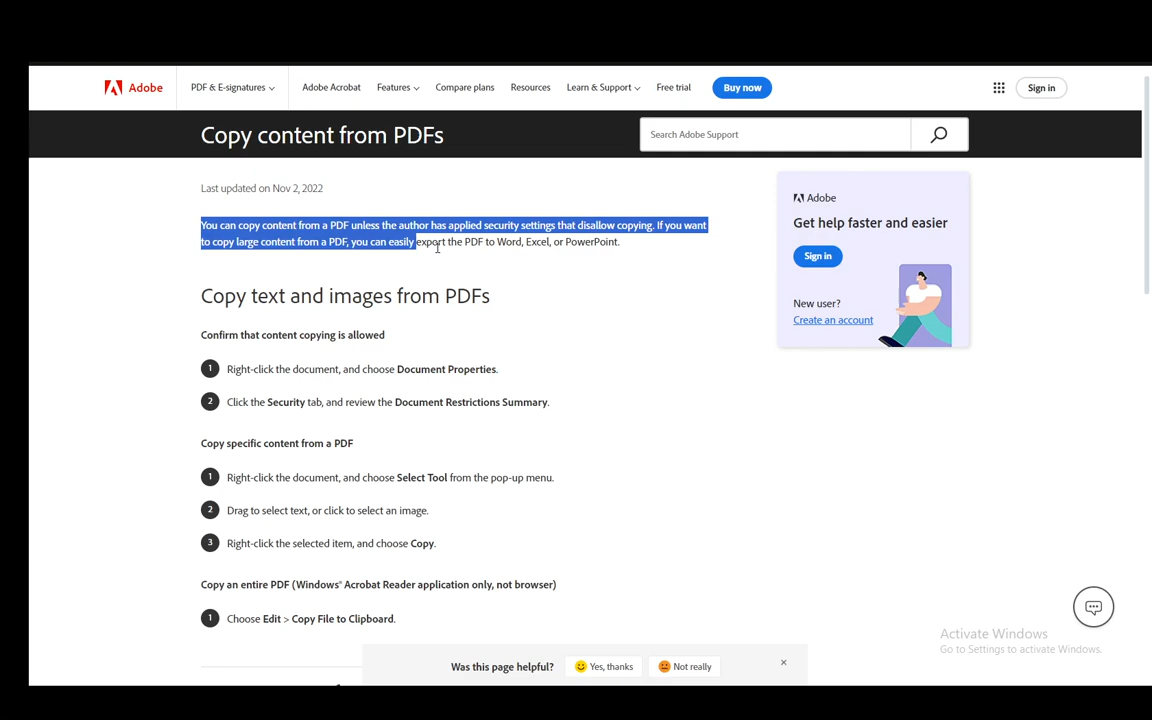 Adobe
PDF & E-signatures
Adobe Acrobat
Features
Compare plans
Resources
Learn & Support
Free trial
Buy now
Sign in
Copy content from PDFs
Search Adobe Support
Last updated on Nov 2, 2022
You can copy content from a PDF unless the author has applied security settings that disallow copying. If you want
to copy large content from a PDF, you can easily export the PDF to Word, Excel, or PowerPoint.
Adobe
Get help faster and easier
Sign in
New user?
Create an account
Copy text and images from PDFs
Confirm that content copying is allowed
1 Right-click the document, and choose Document Properties.
2 Click the Security tab, and review the Document Restrictions Summary.
Copy specific content from a PDF
1 Right-click the document, and choose Select Tool from the pop-up menu.
2 Drag to select text, or click to select an image.
3 Right-click the selected item, and choose Copy.
Copy an entire PDF (Windows® Acrobat Reader application only, not browser)
1 Choose Edit > Copy File to Clipboard.
Activate Windows
Go to Settings to activate Windows.
Was this page helpful?
Yes, thanks
Not really